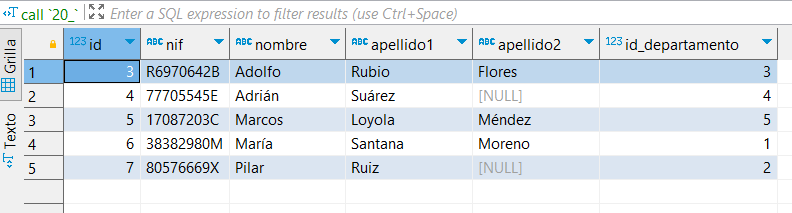 call `20_` Enter a SQL expression to filter results (use Ctrl+Space)
Grilla
Texto
123 id ABC nif ABC nombre ABC apellido1 ABC apellido2 123 id_departamento
1 3 R6970642B Adolfo Rubio Flores 3
2 4 77705545E Adrián Suárez [NULL] 4
3 5 17087203C Marcos Loyola Méndez 5
4 6 38382980M María Santana Moreno 1
5 7 80576669X Pilar Ruiz [NULL] 2